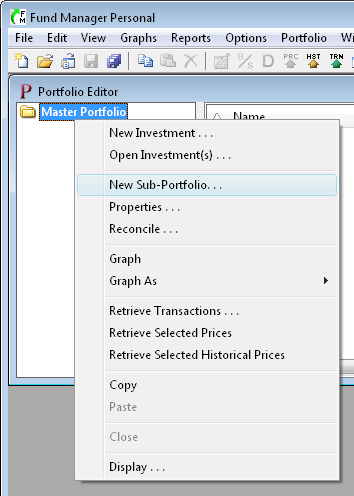 Fund Manager Personal
File Edit View Graphs Reports Options Portfolio Wi
$ B D PRC HST TRN
Portfolio Editor
Master Portfolio
Name
New Investment . . .
Open Investment(s) . . .
New Sub-Portfolio. . .
Properties . . .
Reconcile . . .
Graph
Graph As
Retrieve Transactions . . .
Retrieve Selected Prices
Retrieve Selected Historical Prices
Copy
Paste
Close
Display . . .